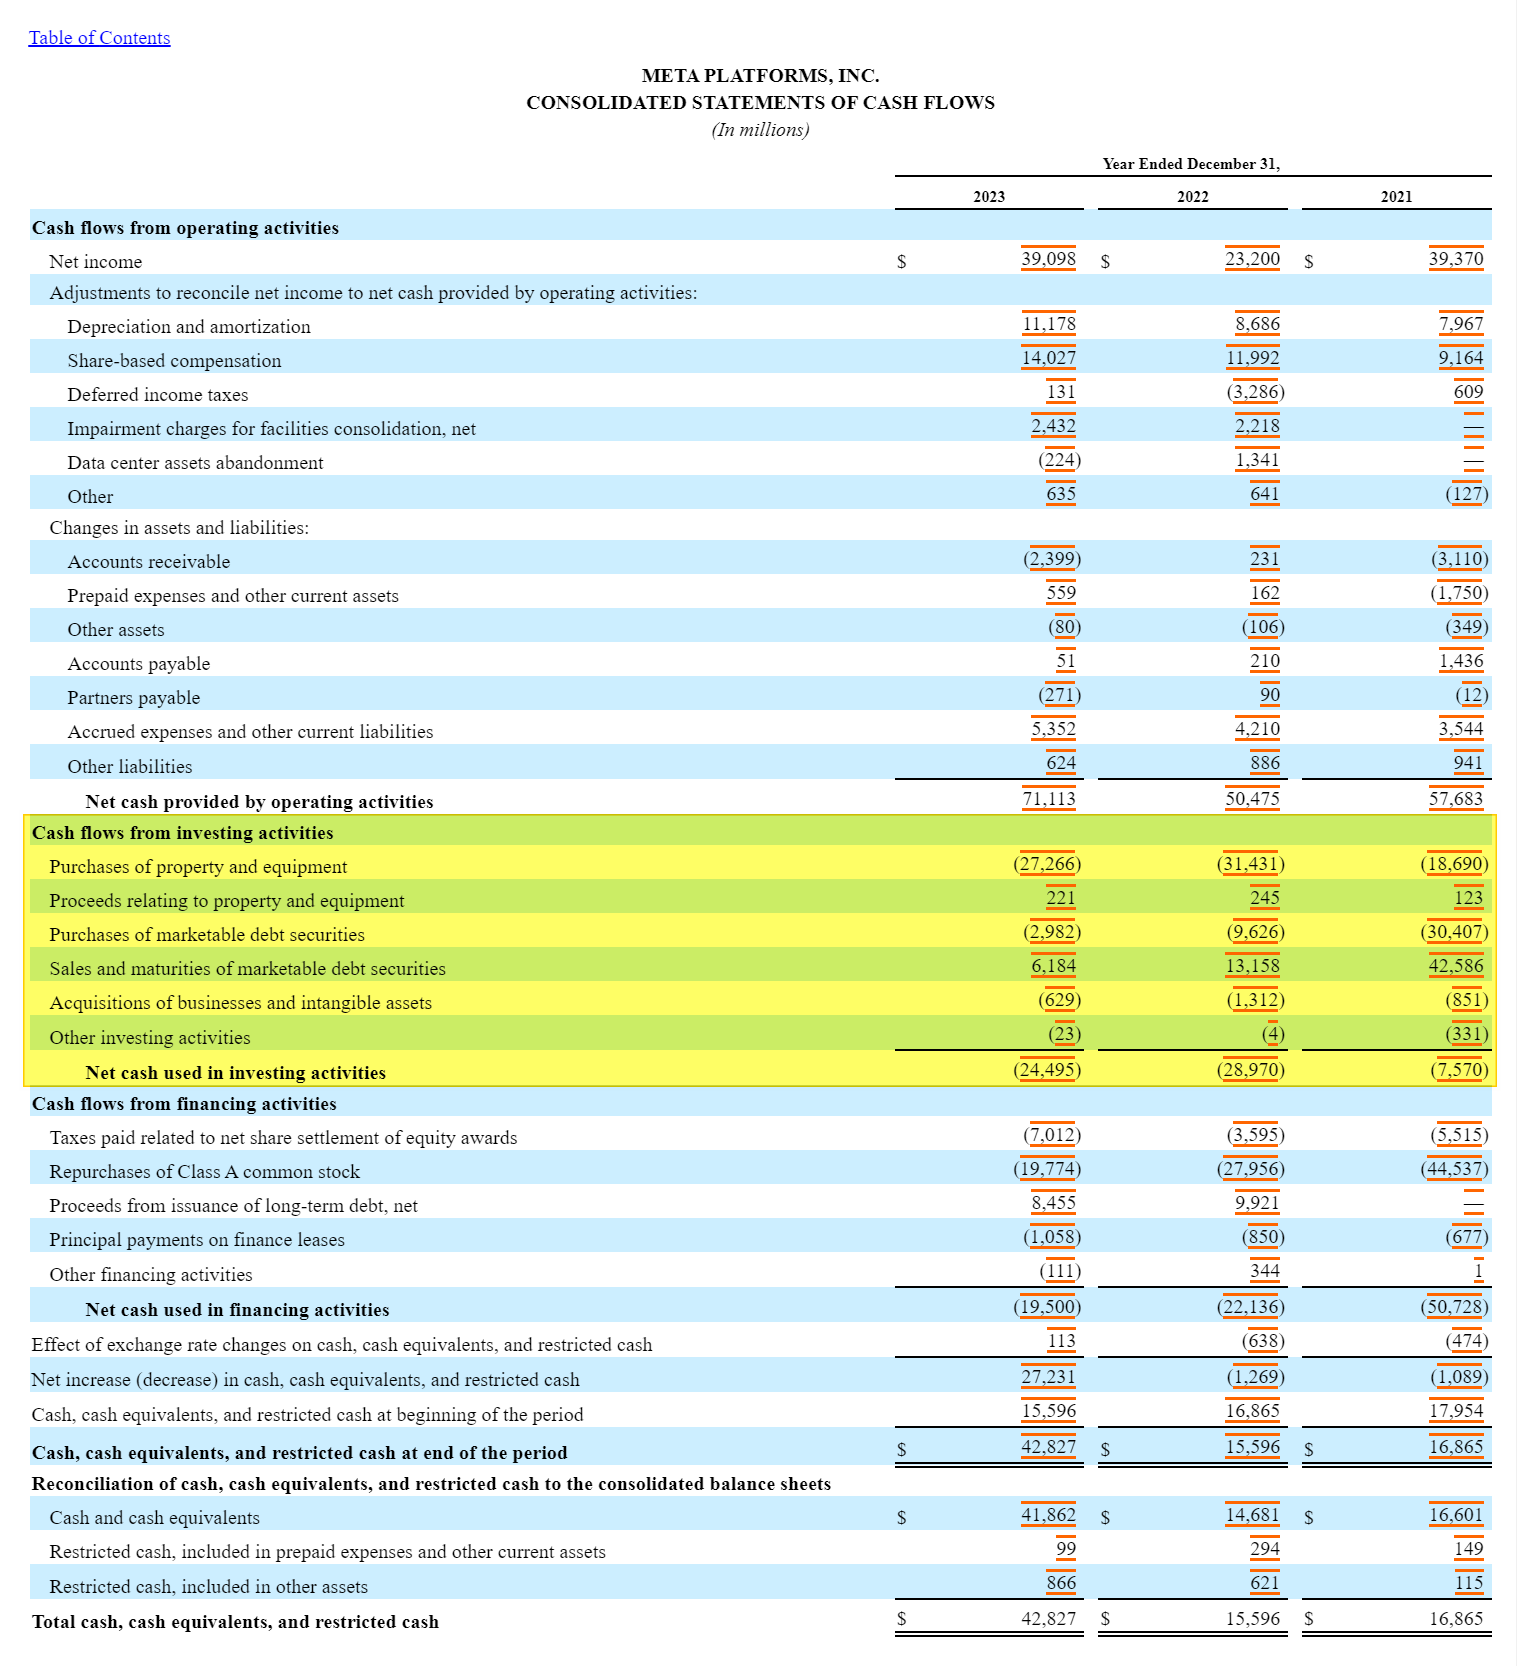 Table of Contents
META PLATFORMS, INC.
CONSOLIDATED STATEMENTS OF CASH FLOWS
(In millions)
Year Ended December 31,
2023 2022 2021
Cash flows from operating activities
Net income $ 39,098 $ 23,200 $ 39,370
Adjustments to reconcile net income to net cash provided by operating activities:
Depreciation and amortization 11,178 8,686 7,967
Share-based compensation 14,027 11,992 9,164
Deferred income taxes 131 (3,286) 609
Impairment charges for facilities consolidation, net 2,432 2,218 —
Data center assets abandonment (224) 1,341 —
Other 635 641 (127)
Changes in assets and liabilities:
Accounts receivable (2,399) 231 (3,110)
Prepaid expenses and other current assets 559 162 (1,750)
Other assets (80) (106) (349)
Accounts payable 51 210 1,436
Partners payable (271) 90 (12)
Accrued expenses and other current liabilities 5,352 4,210 3,544
Other liabilities 624 886 941
Net cash provided by operating activities 71,113 50,475 57,683
Cash flows from investing activities
Purchases of property and equipment (27,266) (31,431) (18,690)
Proceeds relating to property and equipment 221 245 123
Purchases of marketable debt securities (2,982) (9,626) (30,407)
Sales and maturities of marketable debt securities 6,184 13,158 42,586
Acquisitions of businesses and intangible assets (629) (1,312) (851)
Other investing activities (23) (4) (331)
Net cash used in investing activities (24,495) (28,970) (7,570)
Cash flows from financing activities
Taxes paid related to net share settlement of equity awards (7,012) (3,595) (5,515)
Repurchases of Class A common stock (19,774) (27,956) (44,537)
Proceeds from issuance of long-term debt, net 8,455 9,921 —
Principal payments on finance leases (1,058) (850) (677)
Other financing activities (111) 344 1
Net cash used in financing activities (19,500) (22,136) (50,728)
Effect of exchange rate changes on cash, cash equivalents, and restricted cash 113 (638) (474)
Net increase (decrease) in cash, cash equivalents, and restricted cash 27,231 (1,269) (1,089)
Cash, cash equivalents, and restricted cash at beginning of the period 15,596 16,865 17,954
Cash, cash equivalents, and restricted cash at end of the period $ 42,827 $ 15,596 $ 16,865
Reconciliation of cash, cash equivalents, and restricted cash to the consolidated balance sheets
Cash and cash equivalents $ 41,862 $ 14,681 $ 16,601
Restricted cash, included in prepaid expenses and other current assets 99 294 149
Restricted cash, included in other assets 866 621 115
Total cash, cash equivalents, and restricted cash $ 42,827 $ 15,596 $ 16,865